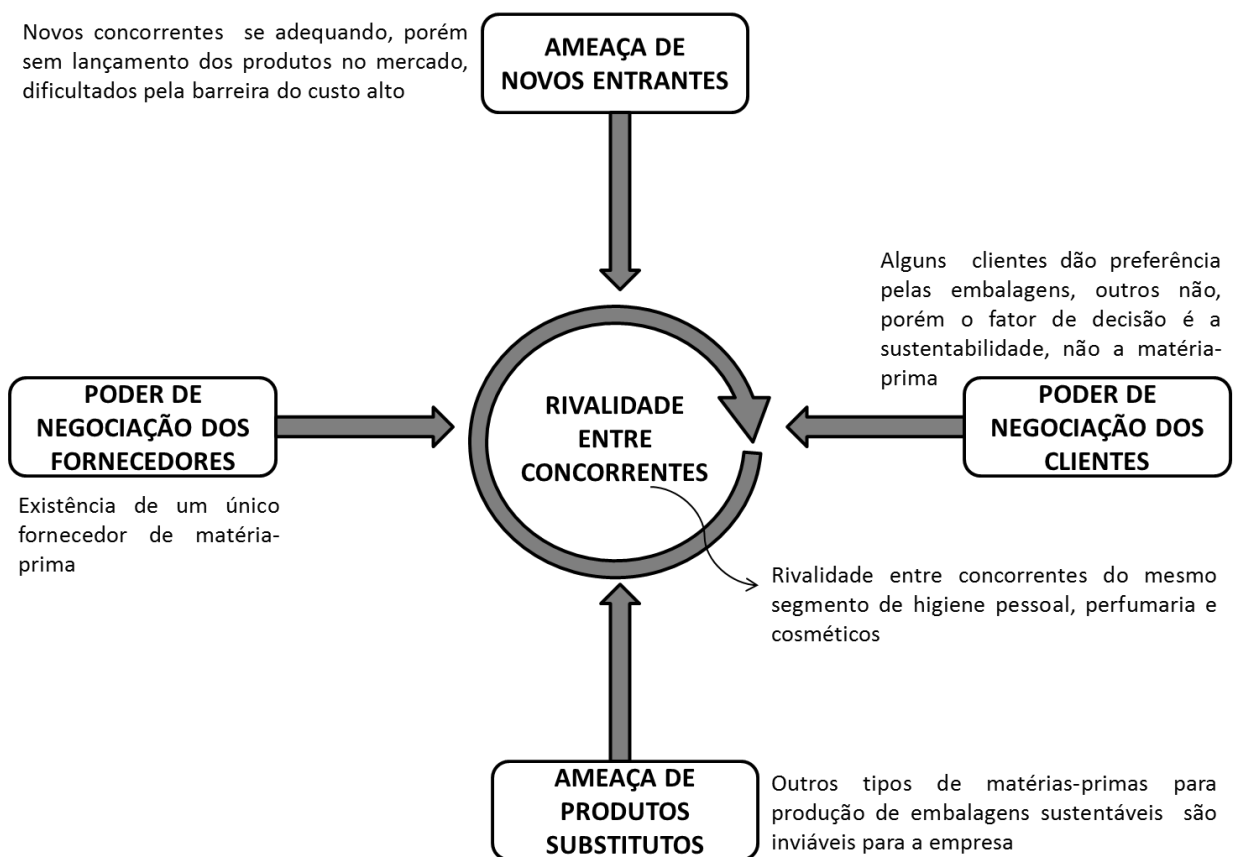 Novos concorrentes se adequando, porém
sem lançamento dos produtos no mercado,
dificultados pela barreira do custo alto
AMEAÇA DE
NOVOS ENTRANTES
Alguns clientes dão preferência
pelas embalagens, outros não,
porém o fator de decisão é a
sustentabilidade, não a matéria-
prima
PODER DE
NEGOCIAÇÃO DOS
FORNECEDORES
Existência de um único
fornecedor de matéria-
prima
RIVALIDADE
ENTRE
CONCORRENTES
PODER DE
NEGOCIAÇÃO DOS
CLIENTES
Rivalidade entre concorrentes do mesmo
segmento de higiene pessoal, perfumaria e
cosméticos
AMEAÇA DE
PRODUTOS
SUBSTITUTOS
Outros tipos de matérias-primas para
produção de embalagens sustentáveis são
inviáveis para a empresa